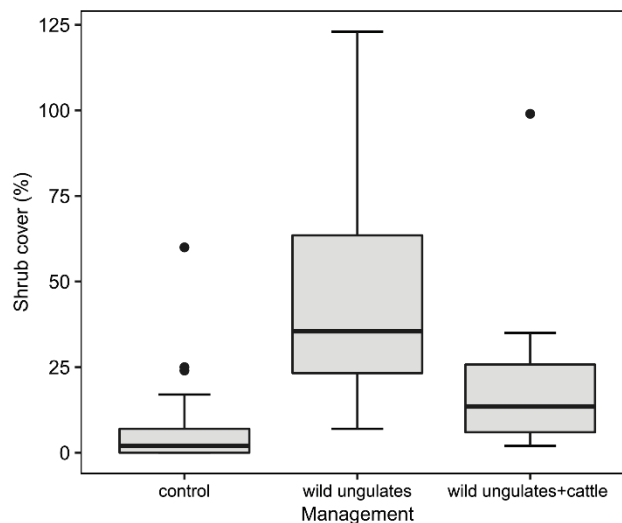 125
100
75
50
25
0
Shrub cover (%)
control
wild ungulates
wild ungulates+cattle
Management